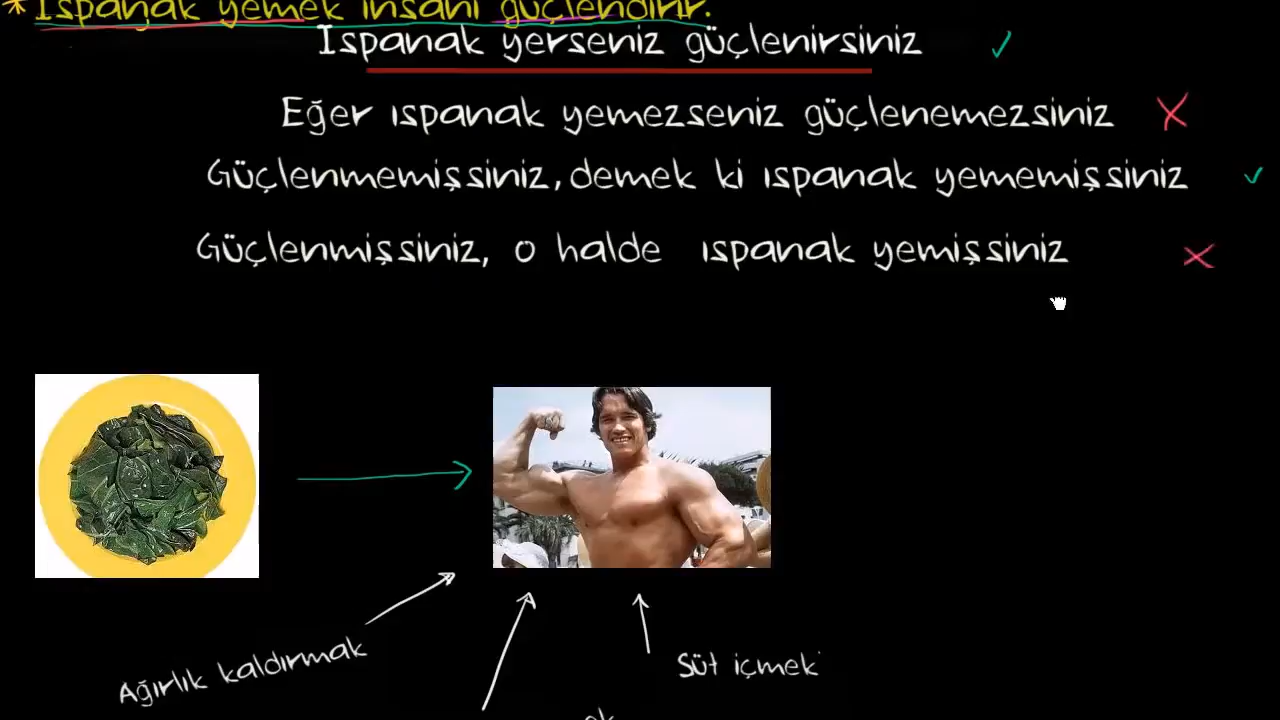 * Ispanak yemek insanı güçlendirir.
Ispanak yerseniz güçlenirsiniz ✓
Eğer ıspanak yemezseniz güçlenemezsiniz X
Güçlenmemişsiniz, demek ki ıspanak yememişsiniz ✓
Güçlenmişsiniz, o halde ıspanak yemişsiniz X
Ağırlık kaldırmak
Süt içmek